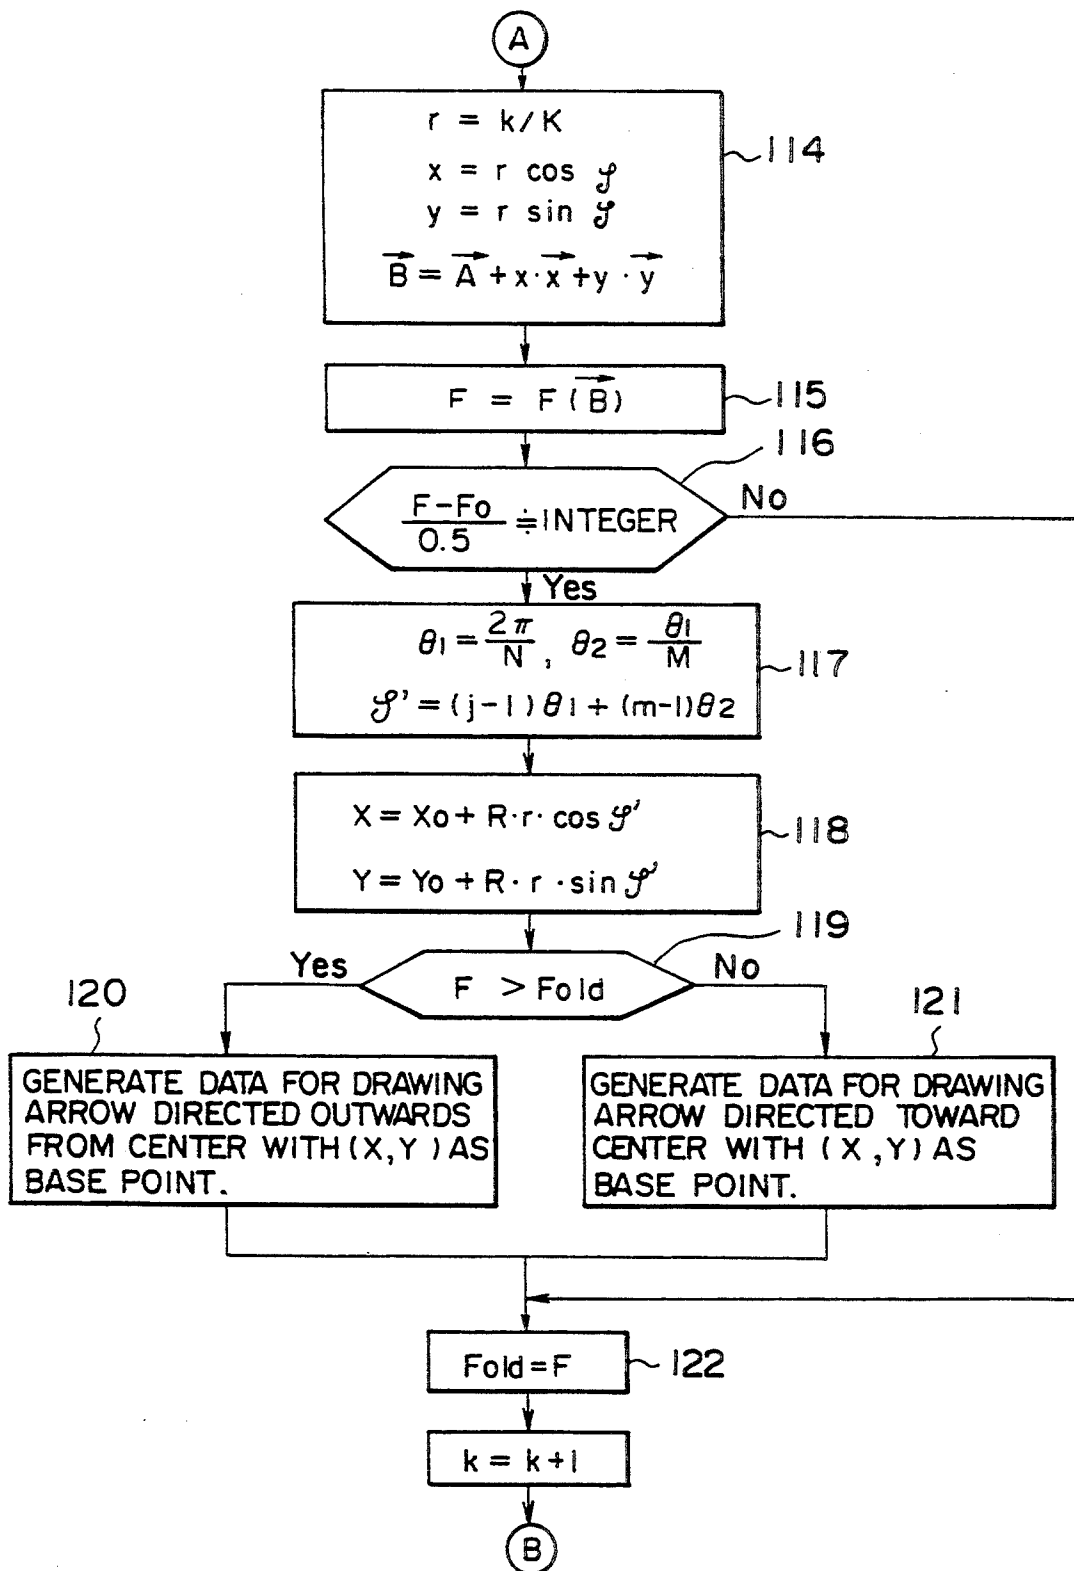 A
r = k/K
114
x = r cos φ
y = r sin φ
B = A + x·x + y·y
F = F(B)
115
116
(F-Fo)/0.5 ≒ INTEGER
No
Yes
θ1 = 2π/N, θ2 = θ1/M
117
φ' = (j-1)θ1 + (m-1)θ2
X = Xo + R·r·cos φ'
118
Y = Yo + R·r·sin φ'
119
Yes
F > Fold
No
120
121
GENERATE DATA FOR DRAWING
ARROW DIRECTED OUTWARDS
FROM CENTER WITH (X,Y) AS
BASE POINT.
GENERATE DATA FOR DRAWING
ARROW DIRECTED TOWARD
CENTER WITH (X,Y) AS
BASE POINT.
Fold=F
122
k = k+1
B